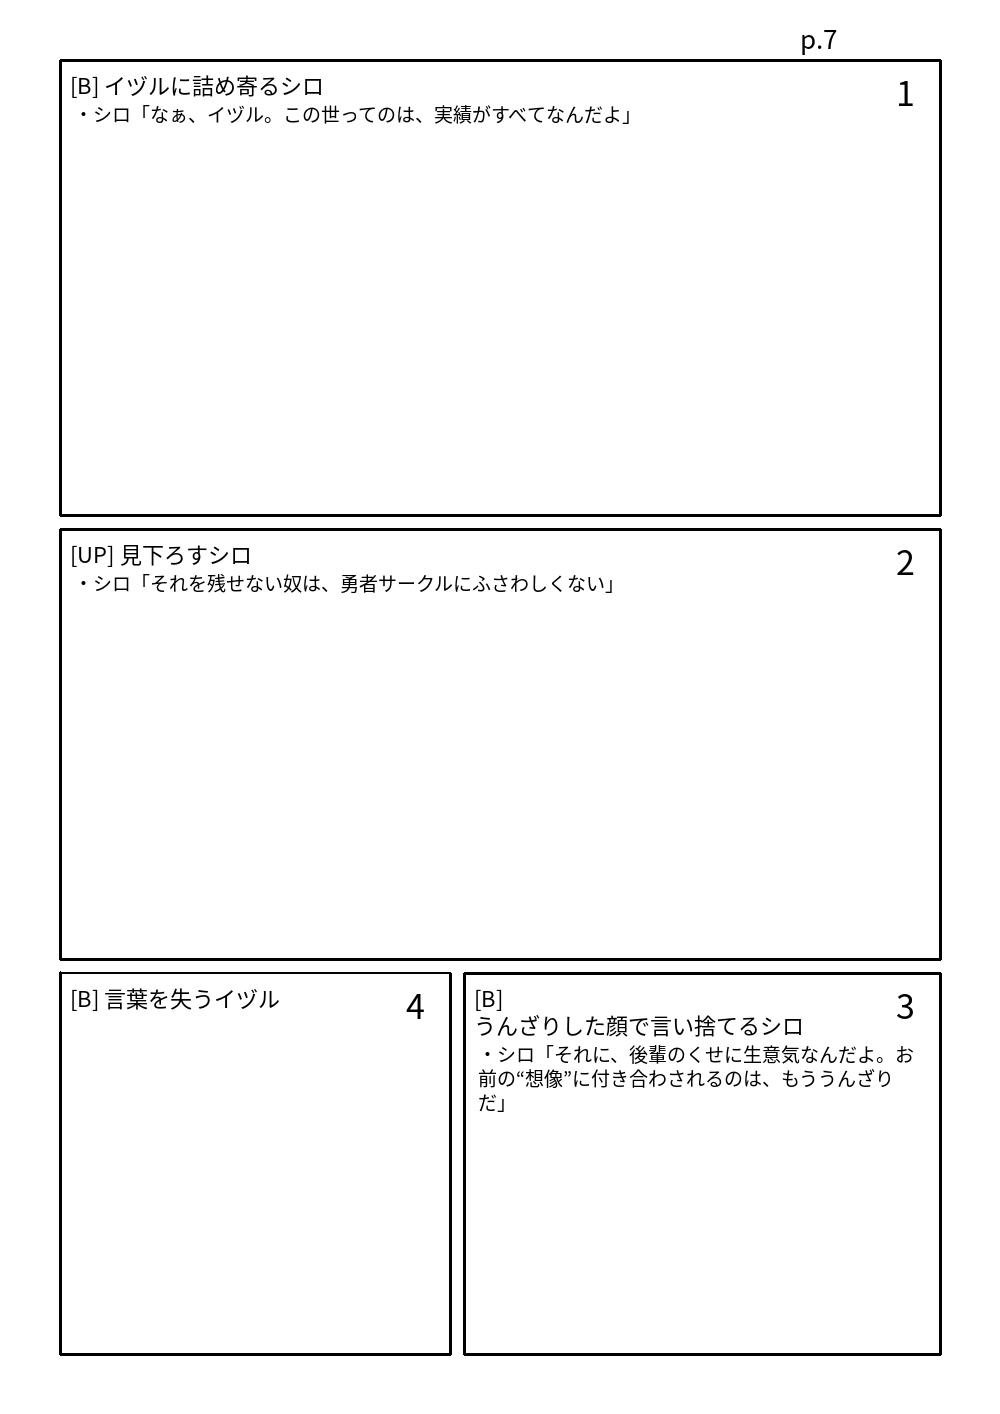 p.7
[B] イヅルに詰め寄るシロ
1
・シロ「なぁ、イヅル。この世ってのは、実績がすべてなんだよ」
[UP] 見下ろすシロ
2
・シロ「それを残せない奴は、勇者サークルにふさわしくない」
[B]
うんざりした顔で言い捨てるシロ
3
・シロ「それに、後輩のくせに生意気なんだよ。お
前の“想像”に付き合わされるのは、もううんざり
だ」
[B] 言葉を失うイヅル
4